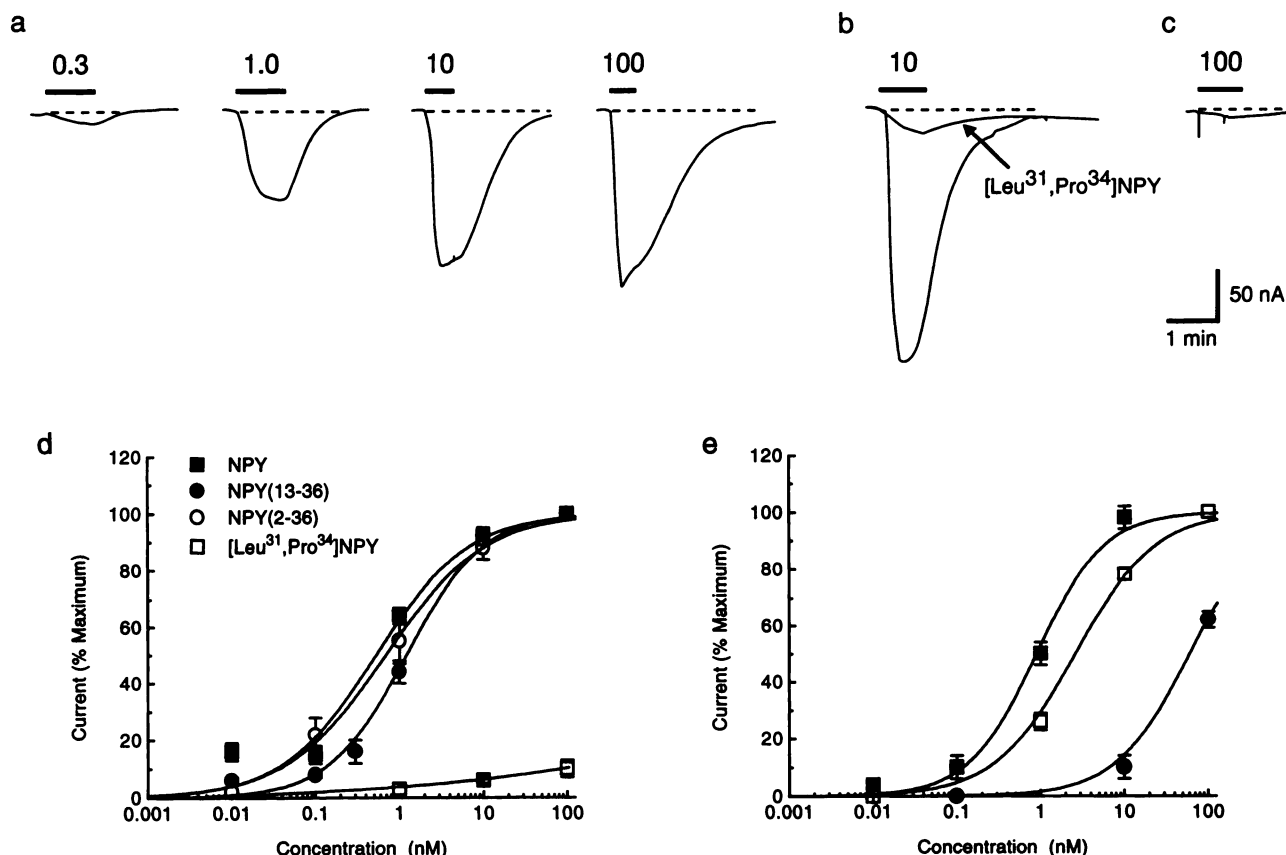 a
0.3
1.0
10
100
b
10
[Leu31,Pro34]NPY
c
100
50 nA
1 min
d
Current (% Maximum)
120
100
80
60
40
20
0
0.001 0.01 0.1 1 10 100
Concentration (nM)
NPY
NPY(13-36)
NPY(2-36)
[Leu31,Pro34]NPY
e
Current (% Maximum)
120
100
80
60
40
20
0
0.001 0.01 0.1 1 10 100
Concentration (nM)